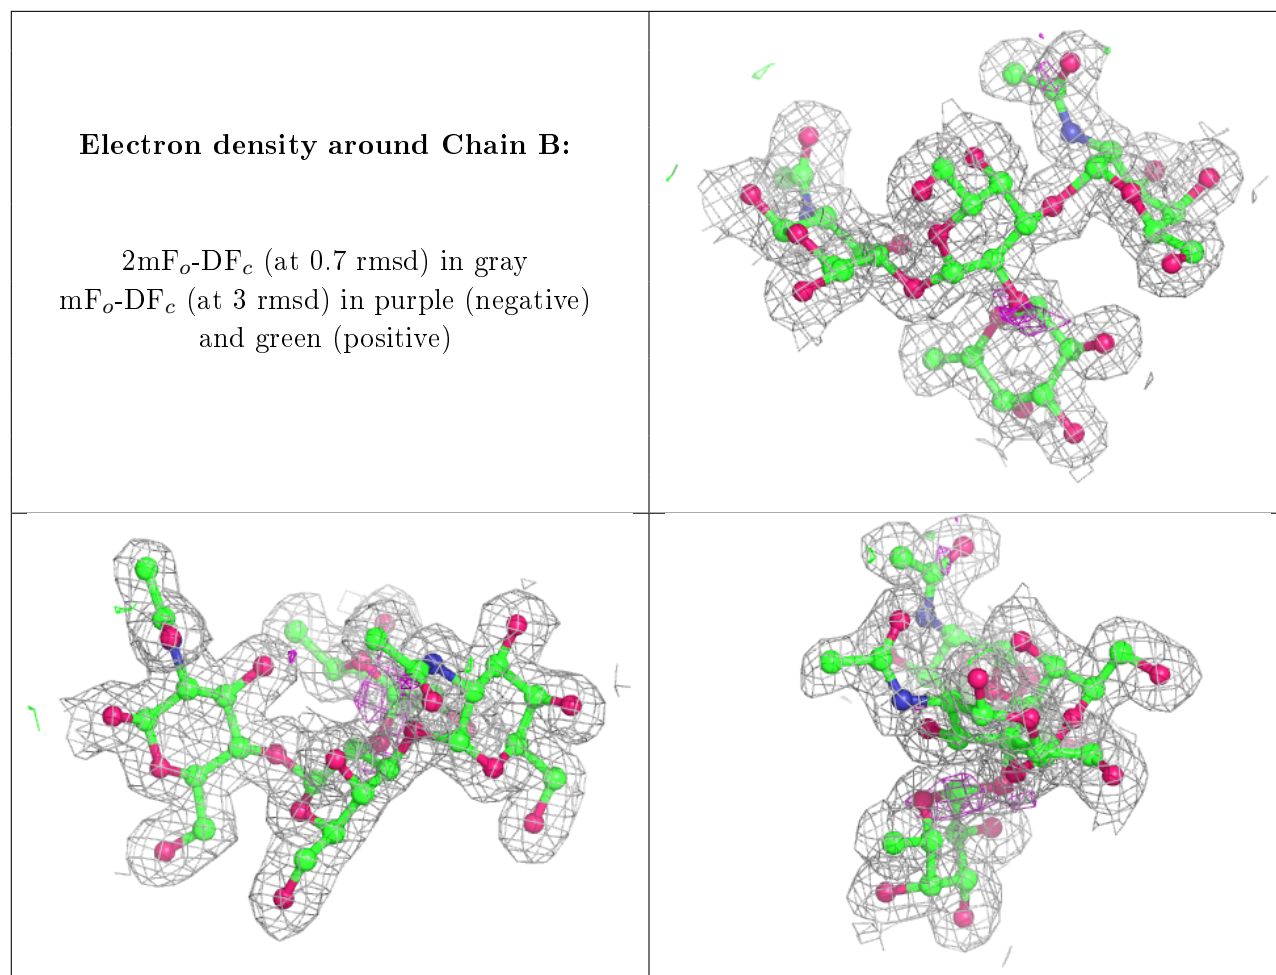 Electron density around Chain B:
2mFo-DFc (at 0.7 rmsd) in gray
mFo-DFc (at 3 rmsd) in purple (negative)
and green (positive)